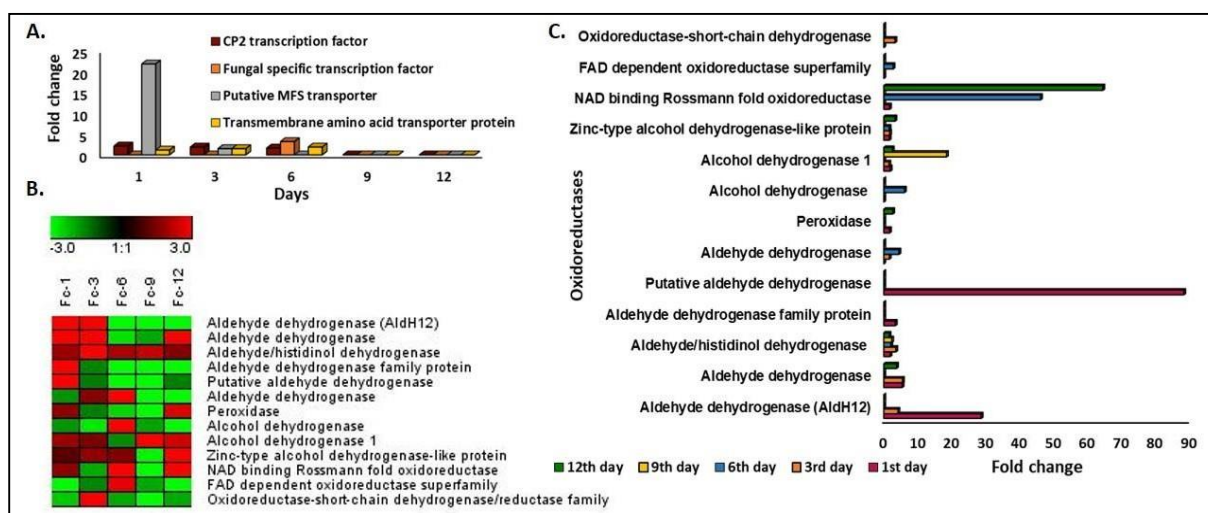 A.
CP2 transcription factor
Fungal specific transcription factor
Putative MFS transporter
Transmembrane amino acid transporter protein
Fold change
25
20
15
10
5
0
1 3 6 9 12
Days
B.
-3.0 1:1 3.0
Fc-1 Fc-3 Fc-6 Fc-9 Fc-12
Aldehyde dehydrogenase (AldH12)
Aldehyde dehydrogenase
Aldehyde/histidinol dehydrogenase
Aldehyde dehydrogenase family protein
Putative aldehyde dehydrogenase
Aldehyde dehydrogenase
Peroxidase
Alcohol dehydrogenase
Alcohol dehydrogenase 1
Zinc-type alcohol dehydrogenase-like protein
NAD binding Rossmann fold oxidoreductase
FAD dependent oxidoreductase superfamily
Oxidoreductase-short-chain dehydrogenase/reductase family
C.
Oxidoreductases
Oxidoreductase-short-chain dehydrogenase
FAD dependent oxidoreductase superfamily
NAD binding Rossmann fold oxidoreductase
Zinc-type alcohol dehydrogenase-like protein
Alcohol dehydrogenase 1
Alcohol dehydrogenase
Peroxidase
Aldehyde dehydrogenase
Putative aldehyde dehydrogenase
Aldehyde dehydrogenase family protein
Aldehyde/histidinol dehydrogenase
Aldehyde dehydrogenase
Aldehyde dehydrogenase (AldH12)
0 10 20 30 40 50 60 70 80 90
12th day 9th day 6th day 3rd day 1st day
Fold change